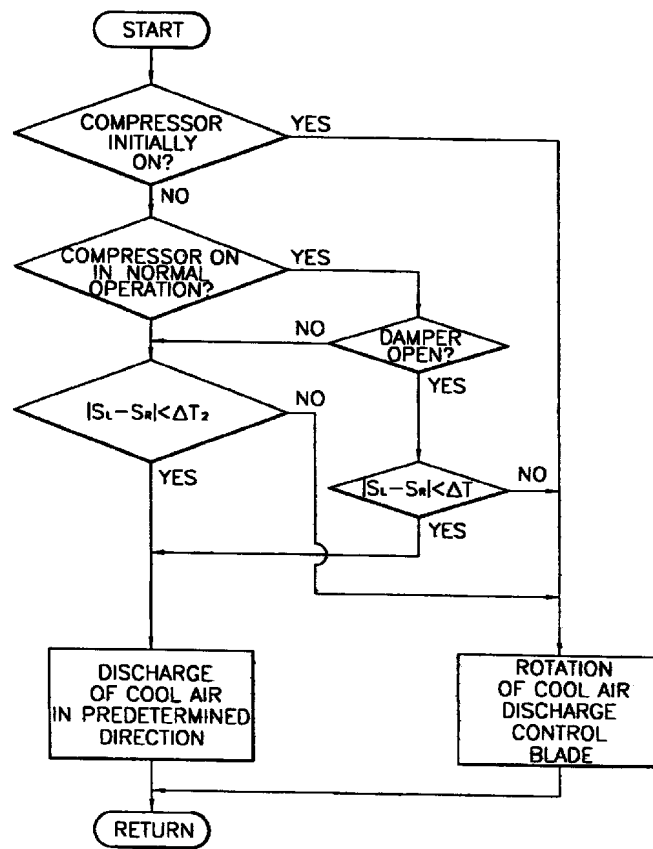 START
COMPRESSOR
INITIALLY
ON?
YES
NO
COMPRESSOR ON
IN NORMAL
OPERATION?
YES
NO
DAMPER
OPEN?
YES
|SL-SR|<ΔT2
NO
YES
|SL-SR|<ΔT
NO
YES
DISCHARGE
OF COOL AIR
IN PREDETERMINED
DIRECTION
ROTATION
OF COOL AIR
DISCHARGE
CONTROL
BLADE
RETURN